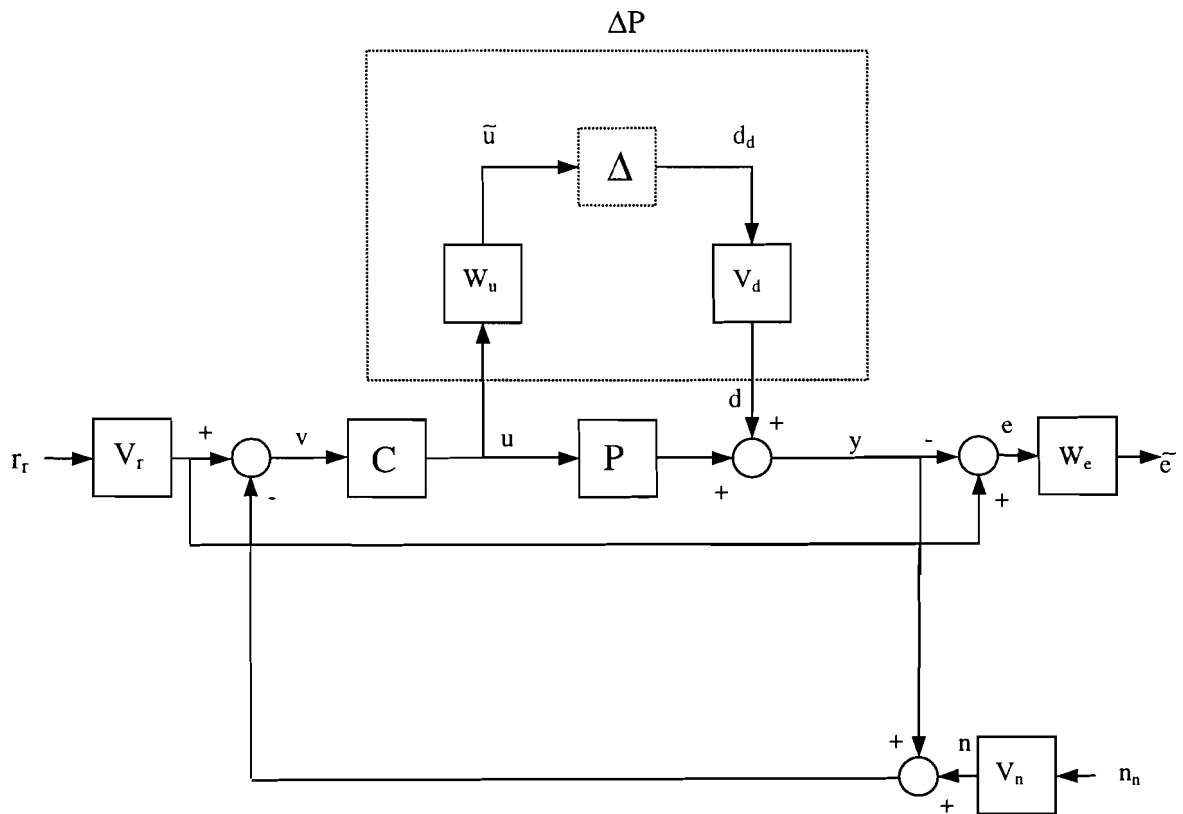 ΔP
ũ
Δ
d_d
W_u
V_d
d
+
r_r
V_r
+
-
v
C
u
P
+
y
-
e
+
W_e
ẽ
+
n
+
V_n
n_n